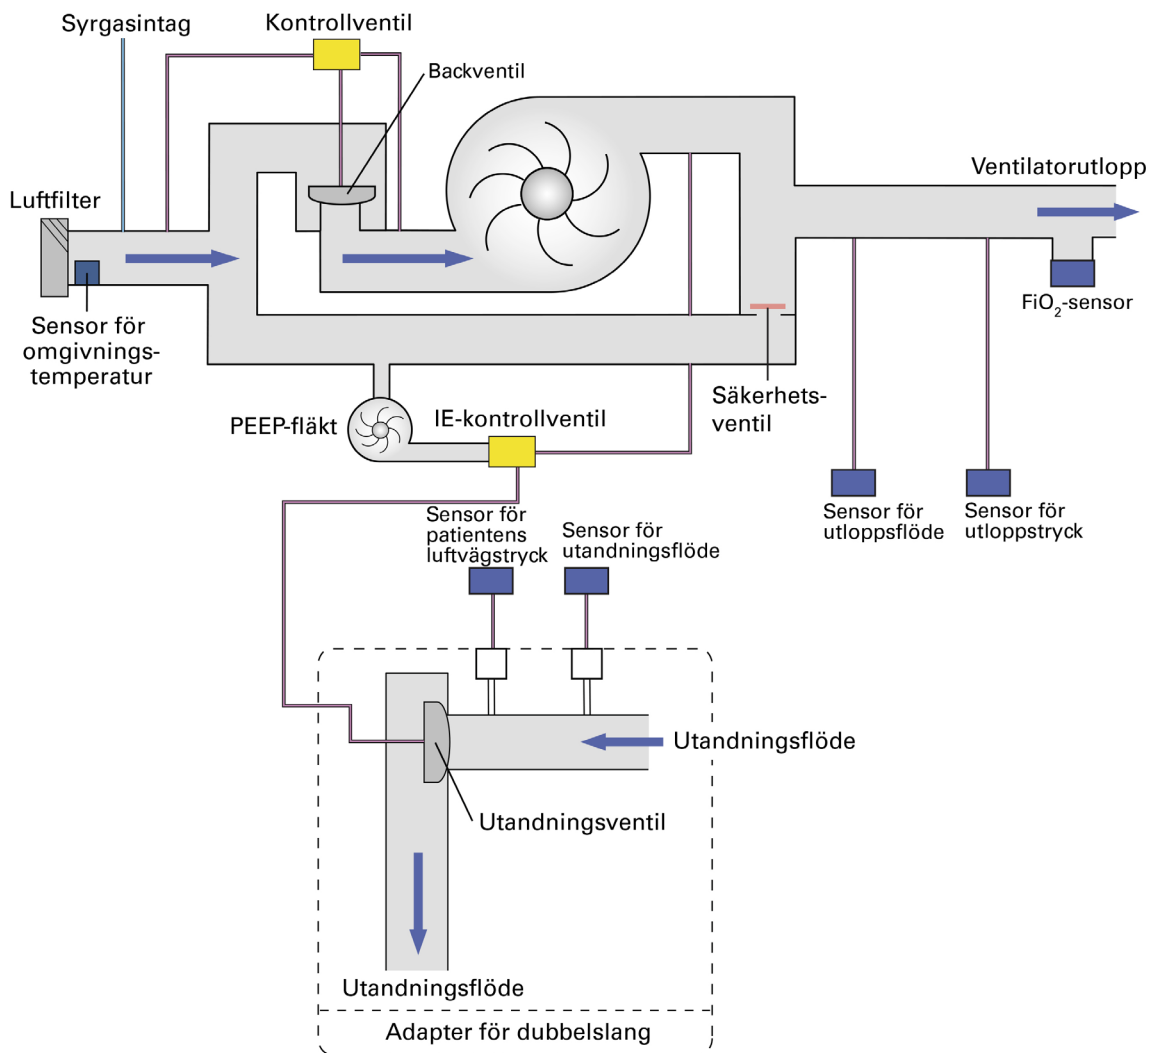 Syrgasintag
Kontrollventil
Backventil
Ventilatorutlopp
Luftfilter
FiO2-sensor
Sensor för
omgivnings-
temperatur
Säkerhets-
ventil
PEEP-fläkt
IE-kontrollventil
Sensor för
utloppsflöde
Sensor för
utloppstryck
Sensor för
patientens
luftvägstryck
Sensor för
utandningsflöde
Utandningsflöde
Utandningsventil
Utandningsflöde
Adapter för dubbelslang